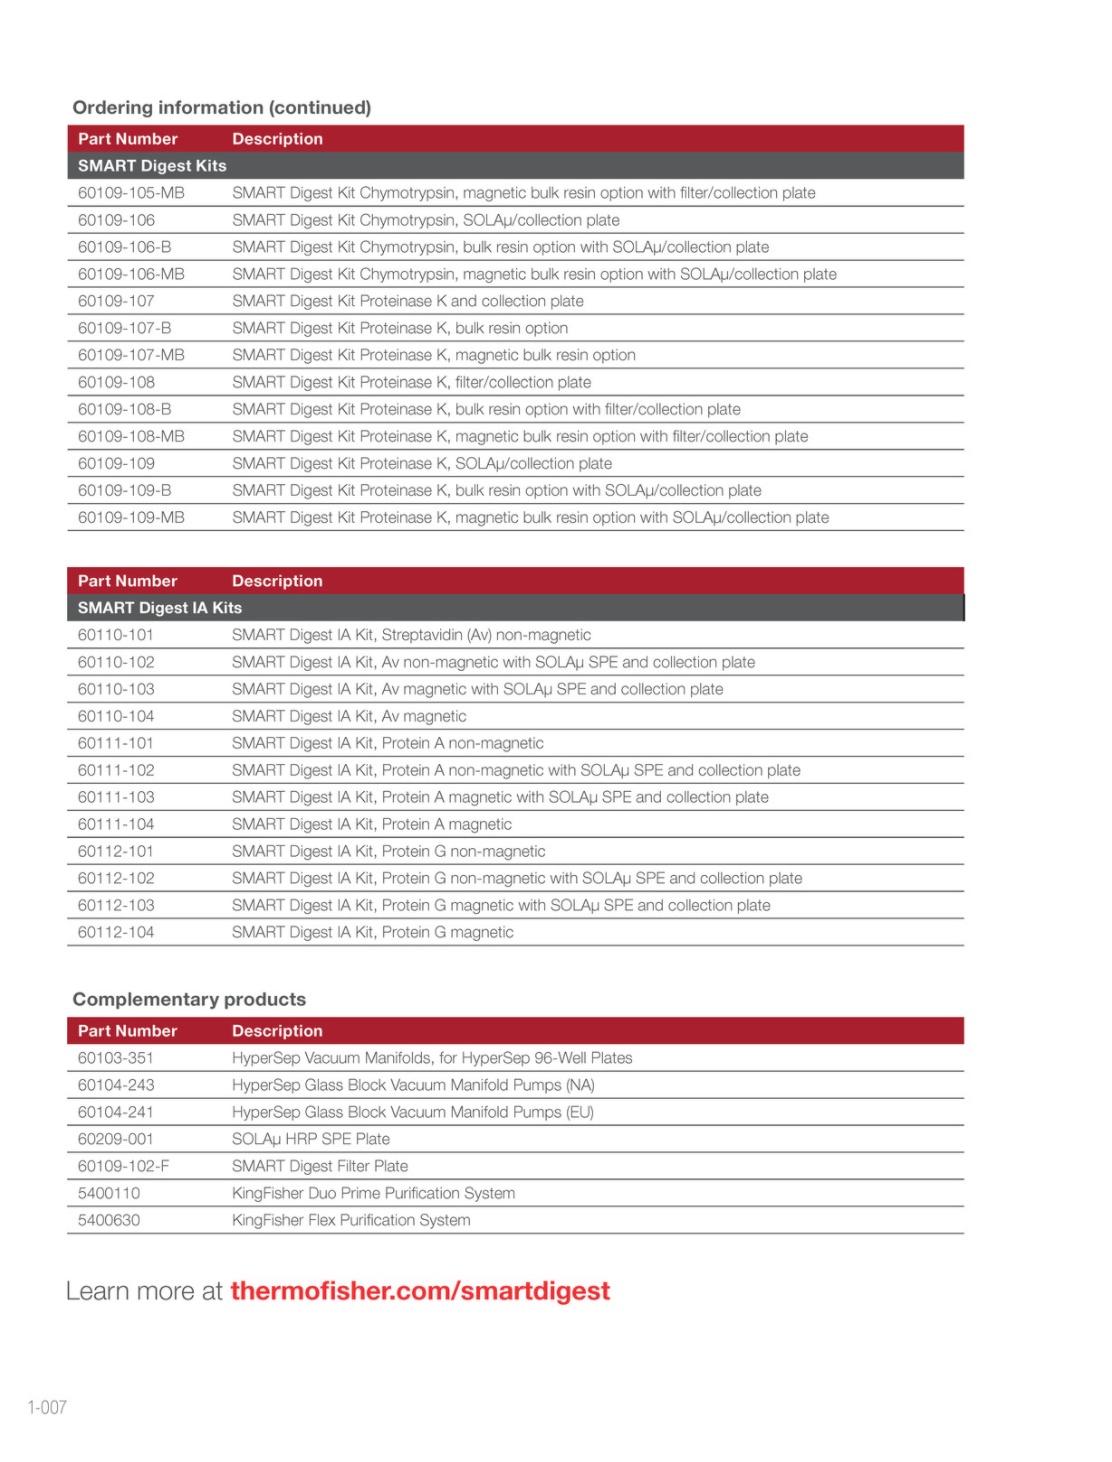 Ordering information (continued)
Part Number Description
SMART Digest Kits
60109-105-MB SMART Digest Kit Chymotrypsin, magnetic bulk resin option with filter/collection plate
60109-106 SMART Digest Kit Chymotrypsin, SOLAµ/collection plate
60109-106-B SMART Digest Kit Chymotrypsin, bulk resin option with SOLAµ/collection plate
60109-106-MB SMART Digest Kit Chymotrypsin, magnetic bulk resin option with SOLAµ/collection plate
60109-107 SMART Digest Kit Proteinase K and collection plate
60109-107-B SMART Digest Kit Proteinase K, bulk resin option
60109-107-MB SMART Digest Kit Proteinase K, magnetic bulk resin option
60109-108 SMART Digest Kit Proteinase K, filter/collection plate
60109-108-B SMART Digest Kit Proteinase K, bulk resin option with filter/collection plate
60109-108-MB SMART Digest Kit Proteinase K, magnetic bulk resin option with filter/collection plate
60109-109 SMART Digest Kit Proteinase K, SOLAµ/collection plate
60109-109-B SMART Digest Kit Proteinase K, bulk resin option with SOLAµ/collection plate
60109-109-MB SMART Digest Kit Proteinase K, magnetic bulk resin option with SOLAµ/collection plate
Part Number Description
SMART Digest IA Kits
60110-101 SMART Digest IA Kit, Streptavidin (Av) non-magnetic
60110-102 SMART Digest IA Kit, Av non-magnetic with SOLAµ SPE and collection plate
60110-103 SMART Digest IA Kit, Av magnetic with SOLAµ SPE and collection plate
60110-104 SMART Digest IA Kit, Av magnetic
60111-101 SMART Digest IA Kit, Protein A non-magnetic
60111-102 SMART Digest IA Kit, Protein A non-magnetic with SOLAµ SPE and collection plate
60111-103 SMART Digest IA Kit, Protein A magnetic with SOLAµ SPE and collection plate
60111-104 SMART Digest IA Kit, Protein A magnetic
60112-101 SMART Digest IA Kit, Protein G non-magnetic
60112-102 SMART Digest IA Kit, Protein G non-magnetic with SOLAµ SPE and collection plate
60112-103 SMART Digest IA Kit, Protein G magnetic with SOLAµ SPE and collection plate
60112-104 SMART Digest IA Kit, Protein G magnetic
Complementary products
Part Number Description
60103-351 HyperSep Vacuum Manifolds, for HyperSep 96-Well Plates
60104-243 HyperSep Glass Block Vacuum Manifold Pumps (NA)
60104-241 HyperSep Glass Block Vacuum Manifold Pumps (EU)
60209-001 SOLAµ HRP SPE Plate
60109-102-F SMART Digest Filter Plate
5400110 KingFisher Duo Prime Purification System
5400630 KingFisher Flex Purification System
Learn more at thermofisher.com/smartdigest
1-007